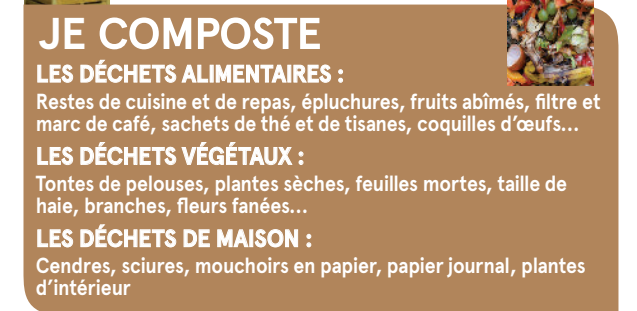 JE COMPOSTE
LES DÉCHETS ALIMENTAIRES :
Restes de cuisine et de repas, épluchures, fruits abîmés, filtre et
marc de café, sachets de thé et de tisanes, coquilles d’œufs...
LES DÉCHETS VÉGÉTAUX :
Tontes de pelouses, plantes sèches, feuilles mortes, taille de
haie, branches, fleurs fanées...
LES DÉCHETS DE MAISON :
Cendres, sciures, mouchoirs en papier, papier journal, plantes
d’intérieur